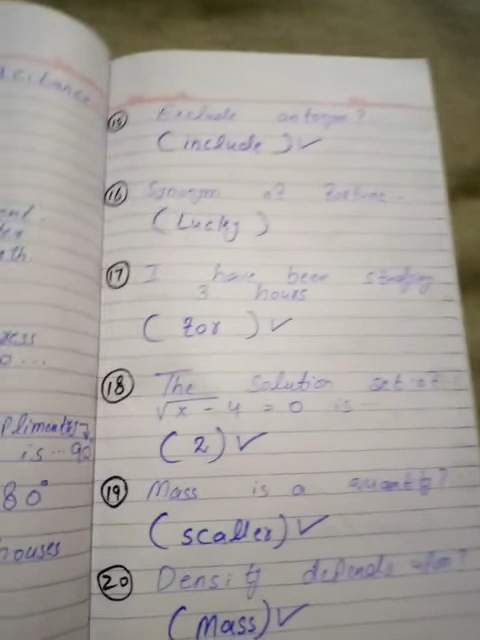 acitance
(15) Exclude antonym?
(include) ✓
(16) Synonym of Fortune.
(Lucky)
(17) I have been studying
3 hours
(for) ✓
(18) The solution set of
√x - 4 = 0 is
(2) ✓
(19) Mass is a quantity?
(scaller) ✓
(20) Density depends upon?
(Mass) ✓
is .. 90
80°
houses